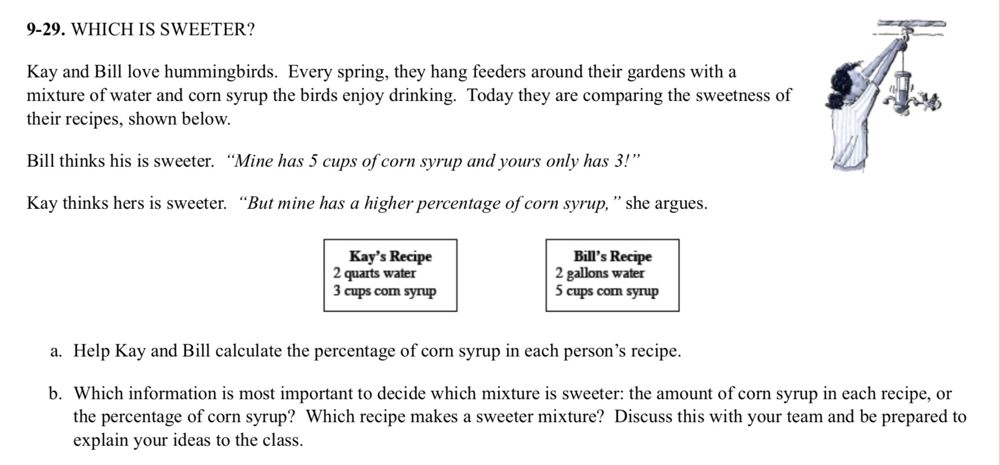 9-29. WHICH IS SWEETER?
Kay and Bill love hummingbirds.  Every spring, they hang feeders around their gardens with a
mixture of water and corn syrup the birds enjoy drinking.  Today they are comparing the sweetness of
their recipes, shown below.
Bill thinks his is sweeter.  “Mine has 5 cups of corn syrup and yours only has 3!”
Kay thinks hers is sweeter.  “But mine has a higher percentage of corn syrup,” she argues.
Kay’s Recipe
2 quarts water
3 cups corn syrup
Bill’s Recipe
2 gallons water
5 cups corn syrup
a.  Help Kay and Bill calculate the percentage of corn syrup in each person’s recipe.
b.  Which information is most important to decide which mixture is sweeter: the amount of corn syrup in each recipe, or
the percentage of corn syrup?  Which recipe makes a sweeter mixture?  Discuss this with your team and be prepared to
explain your ideas to the class.